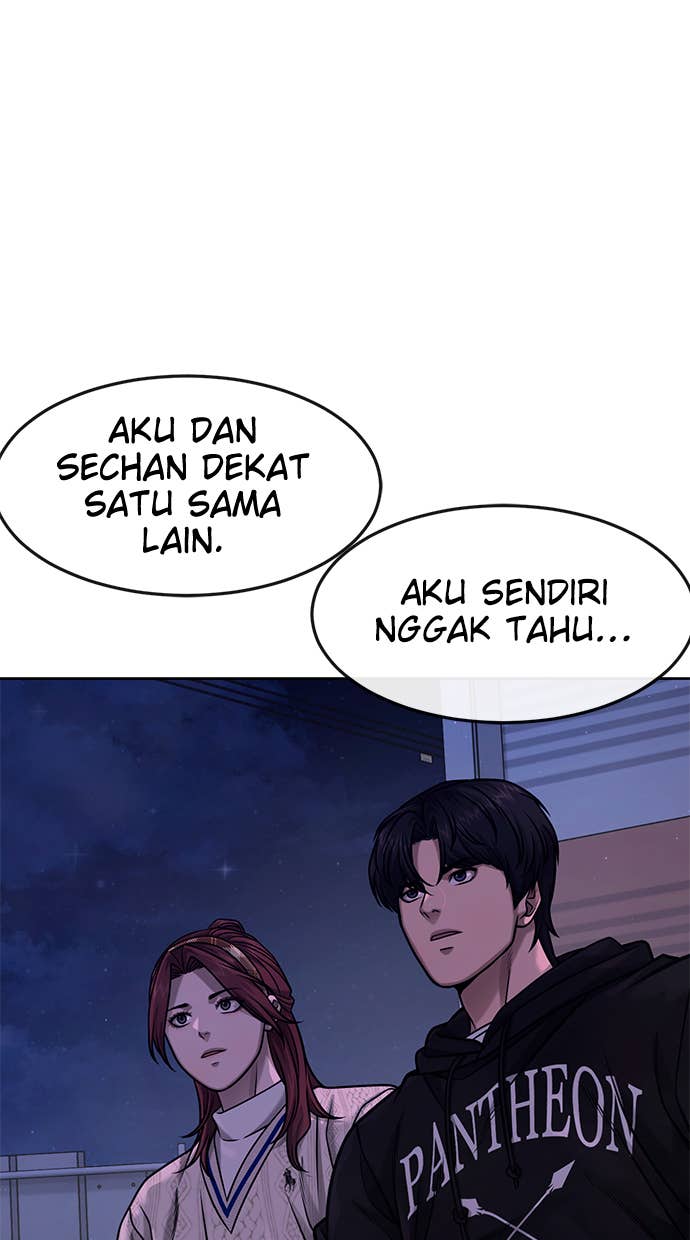 AKU DAN
SECHAN DEKAT
SATU SAMA
LAIN.
AKU SENDIRI
NGGAK TAHU...
PANTHEON